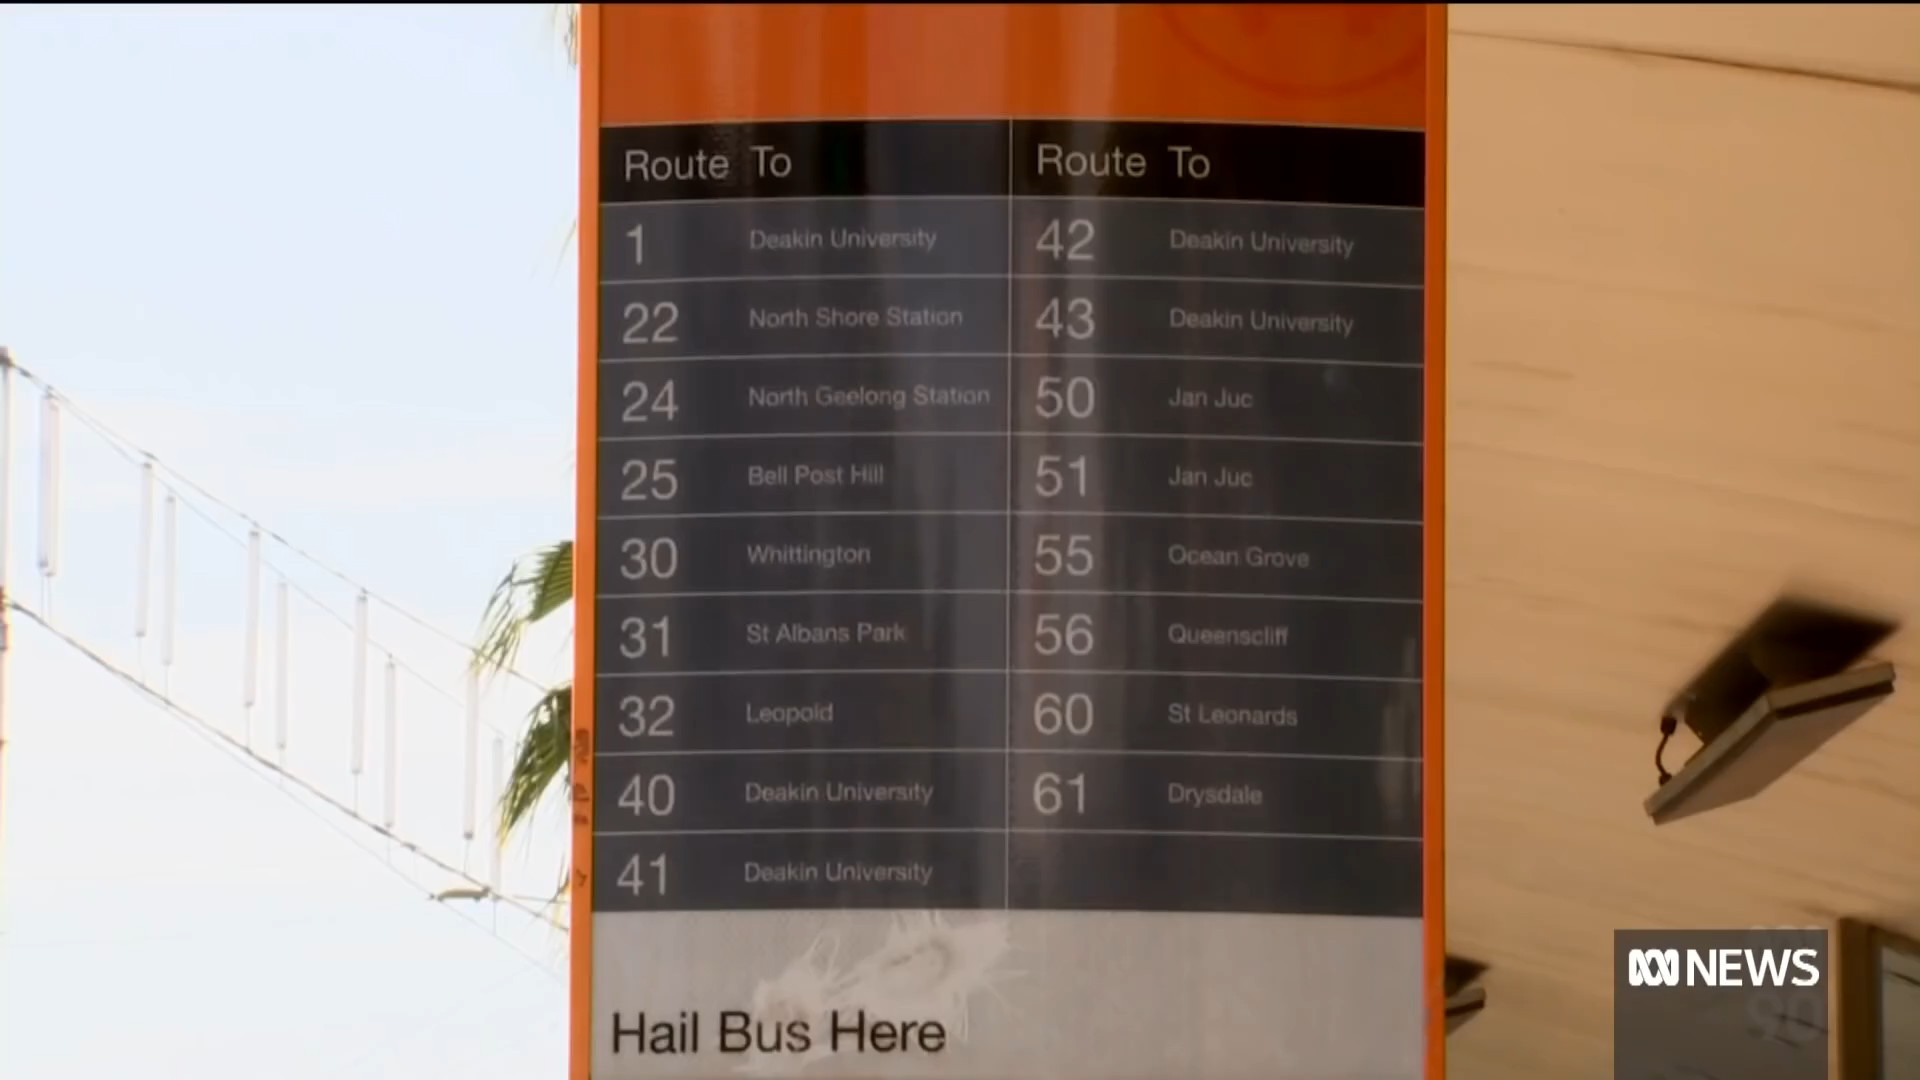 Route To
1 Deakin University
22 North Shore Station
24 North Geelong Station
25 Bell Post Hill
30 Whittington
31 St Albans Park
32 Leopold
40 Deakin University
41 Deakin University
Route To
42 Deakin University
43 Deakin University
50 Jan Juc
51 Jan Juc
55 Ocean Grove
56 Queenscliff
60 St Leonards
61 Drysdale
Hail Bus Here
NEWS